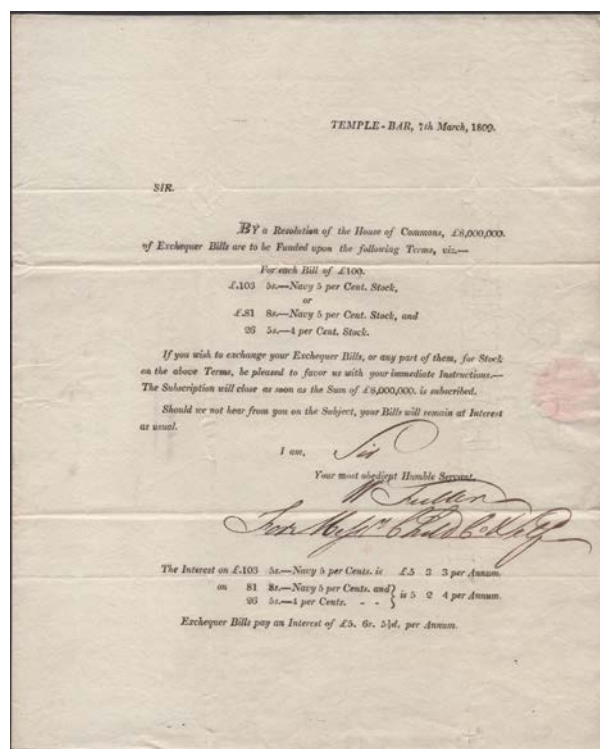 TEMPLE-BAR, 7th March, 1809.
SIR.
BY a Resolution of the House of Commons, £8,000,000.
of Exchequer Bills are to be Funded upon the following Terms, viz.—
For each Bill of £100.
£.103 5s.—Navy 5 per Cent. Stock,
or
£.81 8s.—Navy 5 per Cent. Stock, and
26 5s.—4 per Cent. Stock.
If you wish to exchange your Exchequer Bills, or any part of them, for Stock
on the above Terms, be pleased to favor us with your immediate Instructions.—
The Subscription will close as soon as the Sum of £8,000,000. is subscribed.
Should we not hear from you on the Subject, your Bills will remain at Interest
as usual.
I am, Sir
Your most obedient Humble Servant,
W Fuller
For Messrs Child & Co
The Interest on £.103 5s.—Navy 5 per Cents. is £.5 3 3 per Annum.
on 81 8s.—Navy 5 per Cents. and } is 5 2 4 per Annum.
26 5s.—4 per Cents. - - }
Exchequer Bills pay an Interest of £5. 6s. 5½d. per Annum.